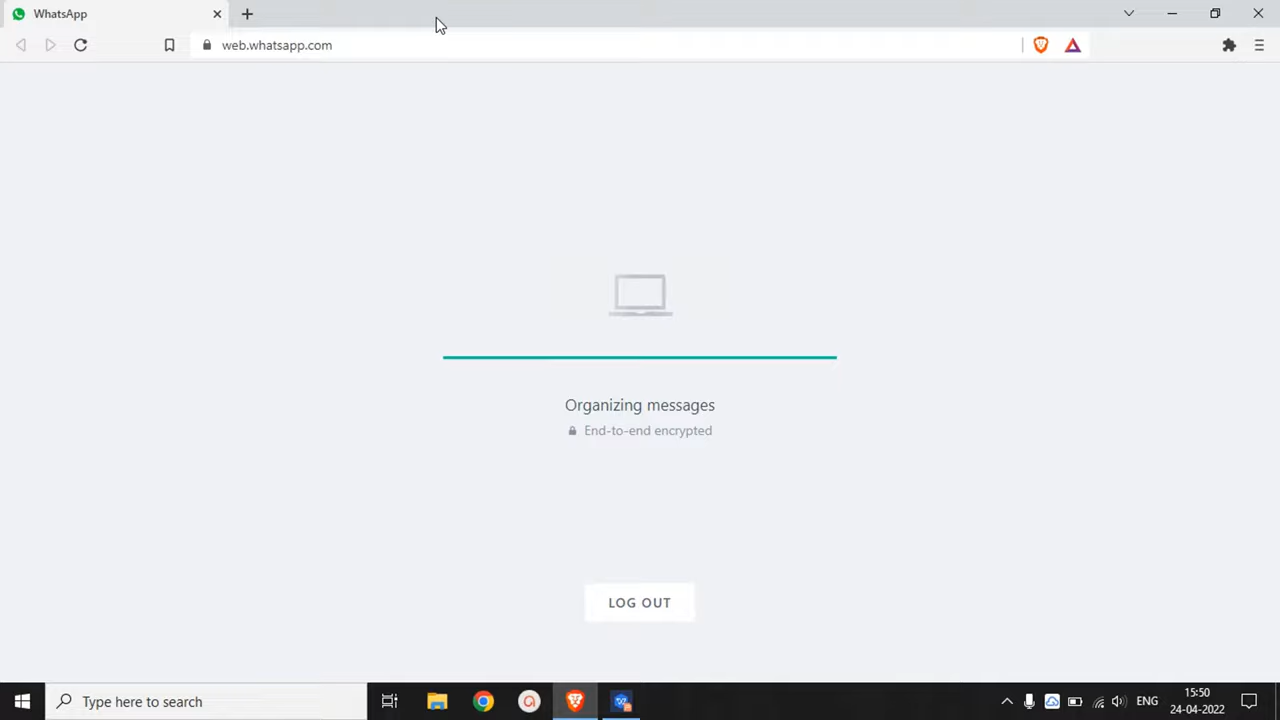 WhatsApp
web.whatsapp.com
Organizing messages
End-to-end encrypted
LOG OUT
Type here to search
ENG
15:50
24-04-2022